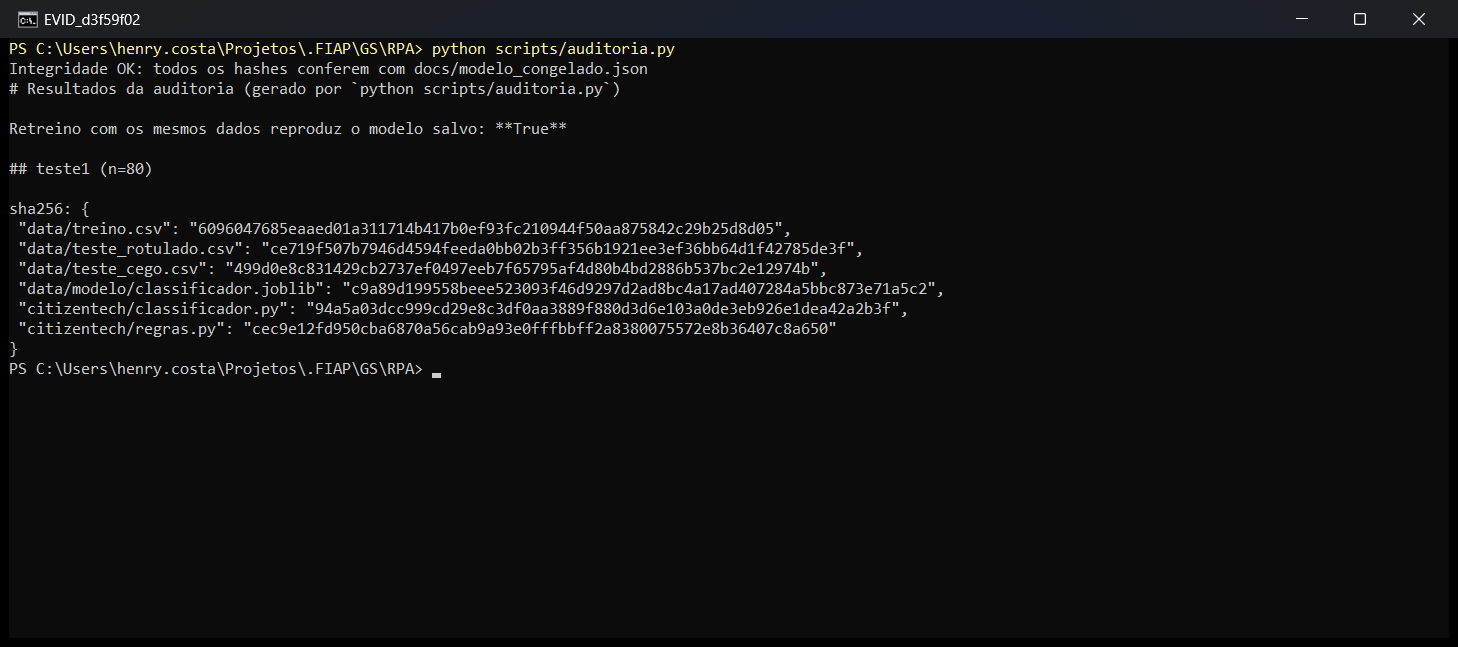 EVID_d3f59f02
PS C:\Users\henry.costa\Projetos\.FIAP\GS\RPA> python scripts/auditoria.py
Integridade OK: todos os hashes conferem com docs/modelo_congelado.json
# Resultados da auditoria (gerado por `python scripts/auditoria.py`)
Retreino com os mesmos dados reproduz o modelo salvo: **True**
## teste1 (n=80)
sha256: {
"data/treino.csv": "6096047685eaaed01a311714b417b0ef93fc210944f50aa875842c29b25d8d05",
"data/teste_rotulado.csv": "ce719f507b7946d4594feeda0bb02b3ff356b1921ee3ef36bb64d1f42785de3f",
"data/teste_cego.csv": "499d0e8c831429cb2737ef0497eeb7f65795af4d80b4bd2886b537bc2e12974b",
"data/modelo/classificador.joblib": "c9a89d199558beee523093f46d9297d2ad8bc4a17ad407284a5bbc873e71a5c2",
"citizentech/classificador.py": "94a5a03dcc999cd29e8c3df0aa3889f880d3d6e103a0de3eb926e1dea42a2b3f",
"citizentech/regras.py": "cec9e12fd950cba6870a56cab9a93e0fffbbff2a8380075572e8b36407c8a650"
}
PS C:\Users\henry.costa\Projetos\.FIAP\GS\RPA>